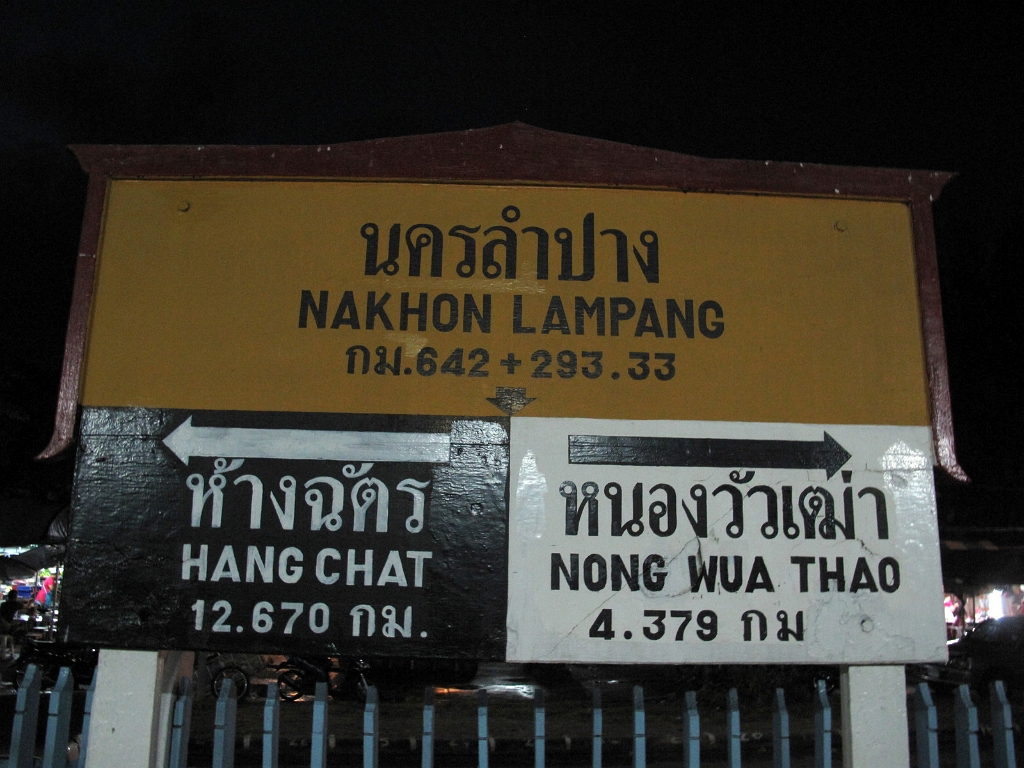 นครลำปาง
NAKHON LAMPANG
กม.642+293.33
ห้างฉัตร
HANG CHAT
12.670 กม.
หนองวัวเฒ่า
NONG WUA THAO
4.379 กม